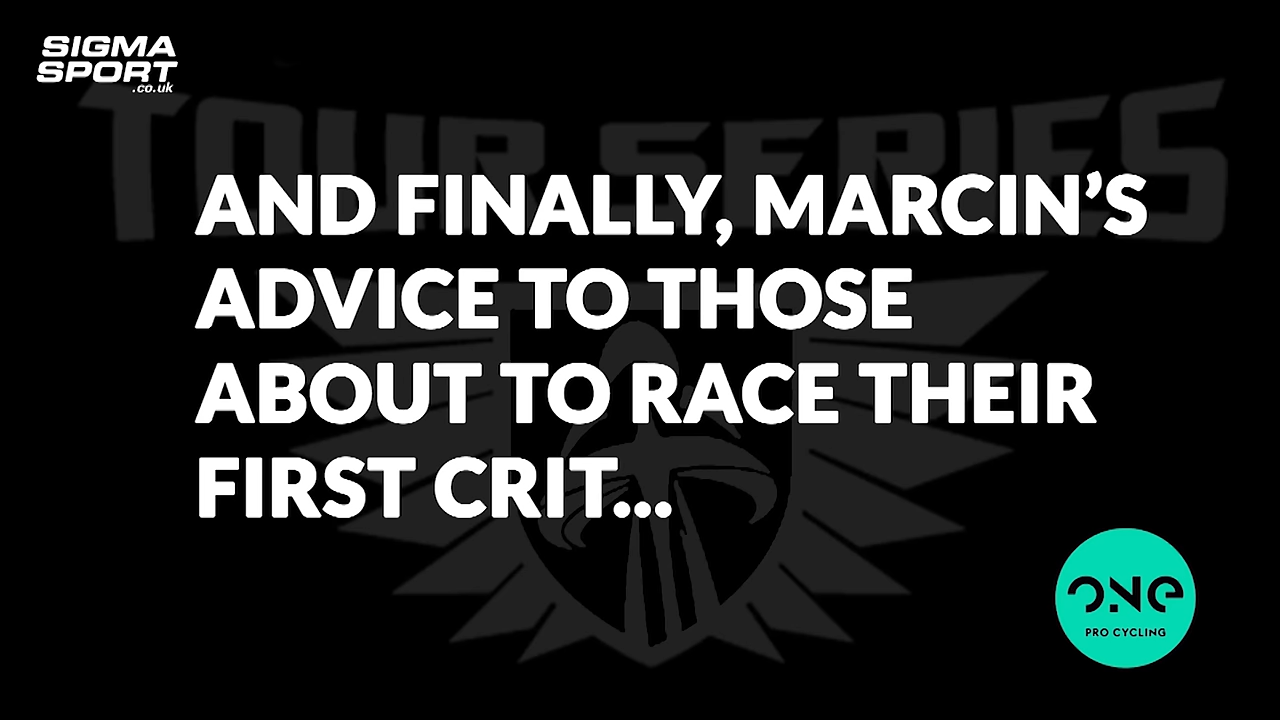 SIGMA
SPORT
.co.uk
TOUR SERIES
AND FINALLY, MARCIN’S
ADVICE TO THOSE
ABOUT TO RACE THEIR
FIRST CRIT...
ONE
PRO CYCLING